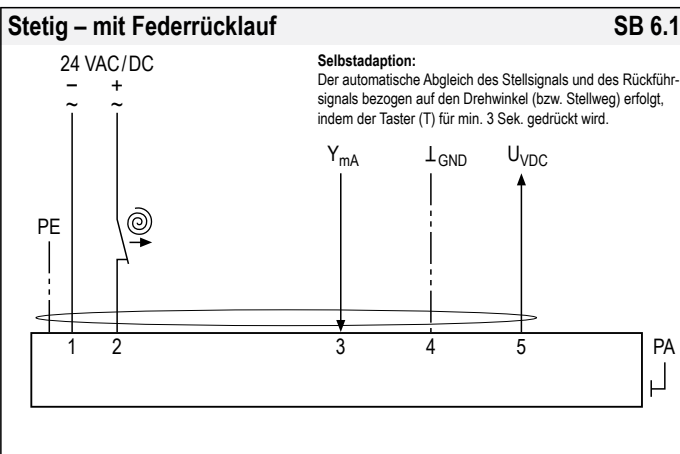 Stetig – mit Federrücklauf SB 6.1
24 VAC/DC
– +
~ ~
Selbstadaption:
Der automatische Abgleich des Stellsignals und des Rückführ-
signals bezogen auf den Drehwinkel (bzw. Stellweg) erfolgt,
indem der Taster (T) für min. 3 Sek. gedrückt wird.
YmA ⊥GND UVDC
PE
1 2 3 4 5 PA